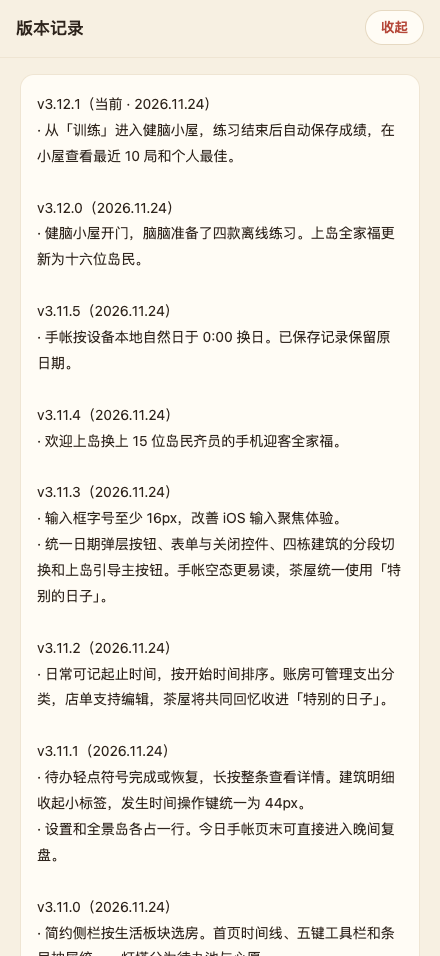 版本记录
收起
v3.12.1（当前 · 2026.11.24）
· 从「训练」进入健脑小屋，练习结束后自动保存成绩，在
小屋查看最近 10 局和个人最佳。
v3.12.0（2026.11.24）
· 健脑小屋开门，脑脑准备了四款离线练习。上岛全家福更
新为十六位岛民。
v3.11.5（2026.11.24）
· 手帐按设备本地自然日于 0:00 换日。已保存记录保留原
日期。
v3.11.4（2026.11.24）
· 欢迎上岛换上 15 位岛民齐员的手机迎客全家福。
v3.11.3（2026.11.24）
· 输入框字号至少 16px，改善 iOS 输入聚焦体验。
· 统一日期弹层按钮、表单与关闭控件、四栋建筑的分段切
换和上岛引导主按钮。手帐空态更易读，茶屋统一使用「特
别的日子」。
v3.11.2（2026.11.24）
· 日常可记起止时间，按开始时间排序。账房可管理支出分
类，店单支持编辑，茶屋将共同回忆收进「特别的日子」。
v3.11.1（2026.11.24）
· 待办轻点符号完成或恢复，长按整条查看详情。建筑明细
收起小标签，发生时间操作键统一为 44px。
· 设置和全景岛各占一行。今日手帐页末可直接进入晚间复
盘。
v3.11.0（2026.11.24）
· 简约侧栏按生活板块选房。首页时间线、五键工具栏和条